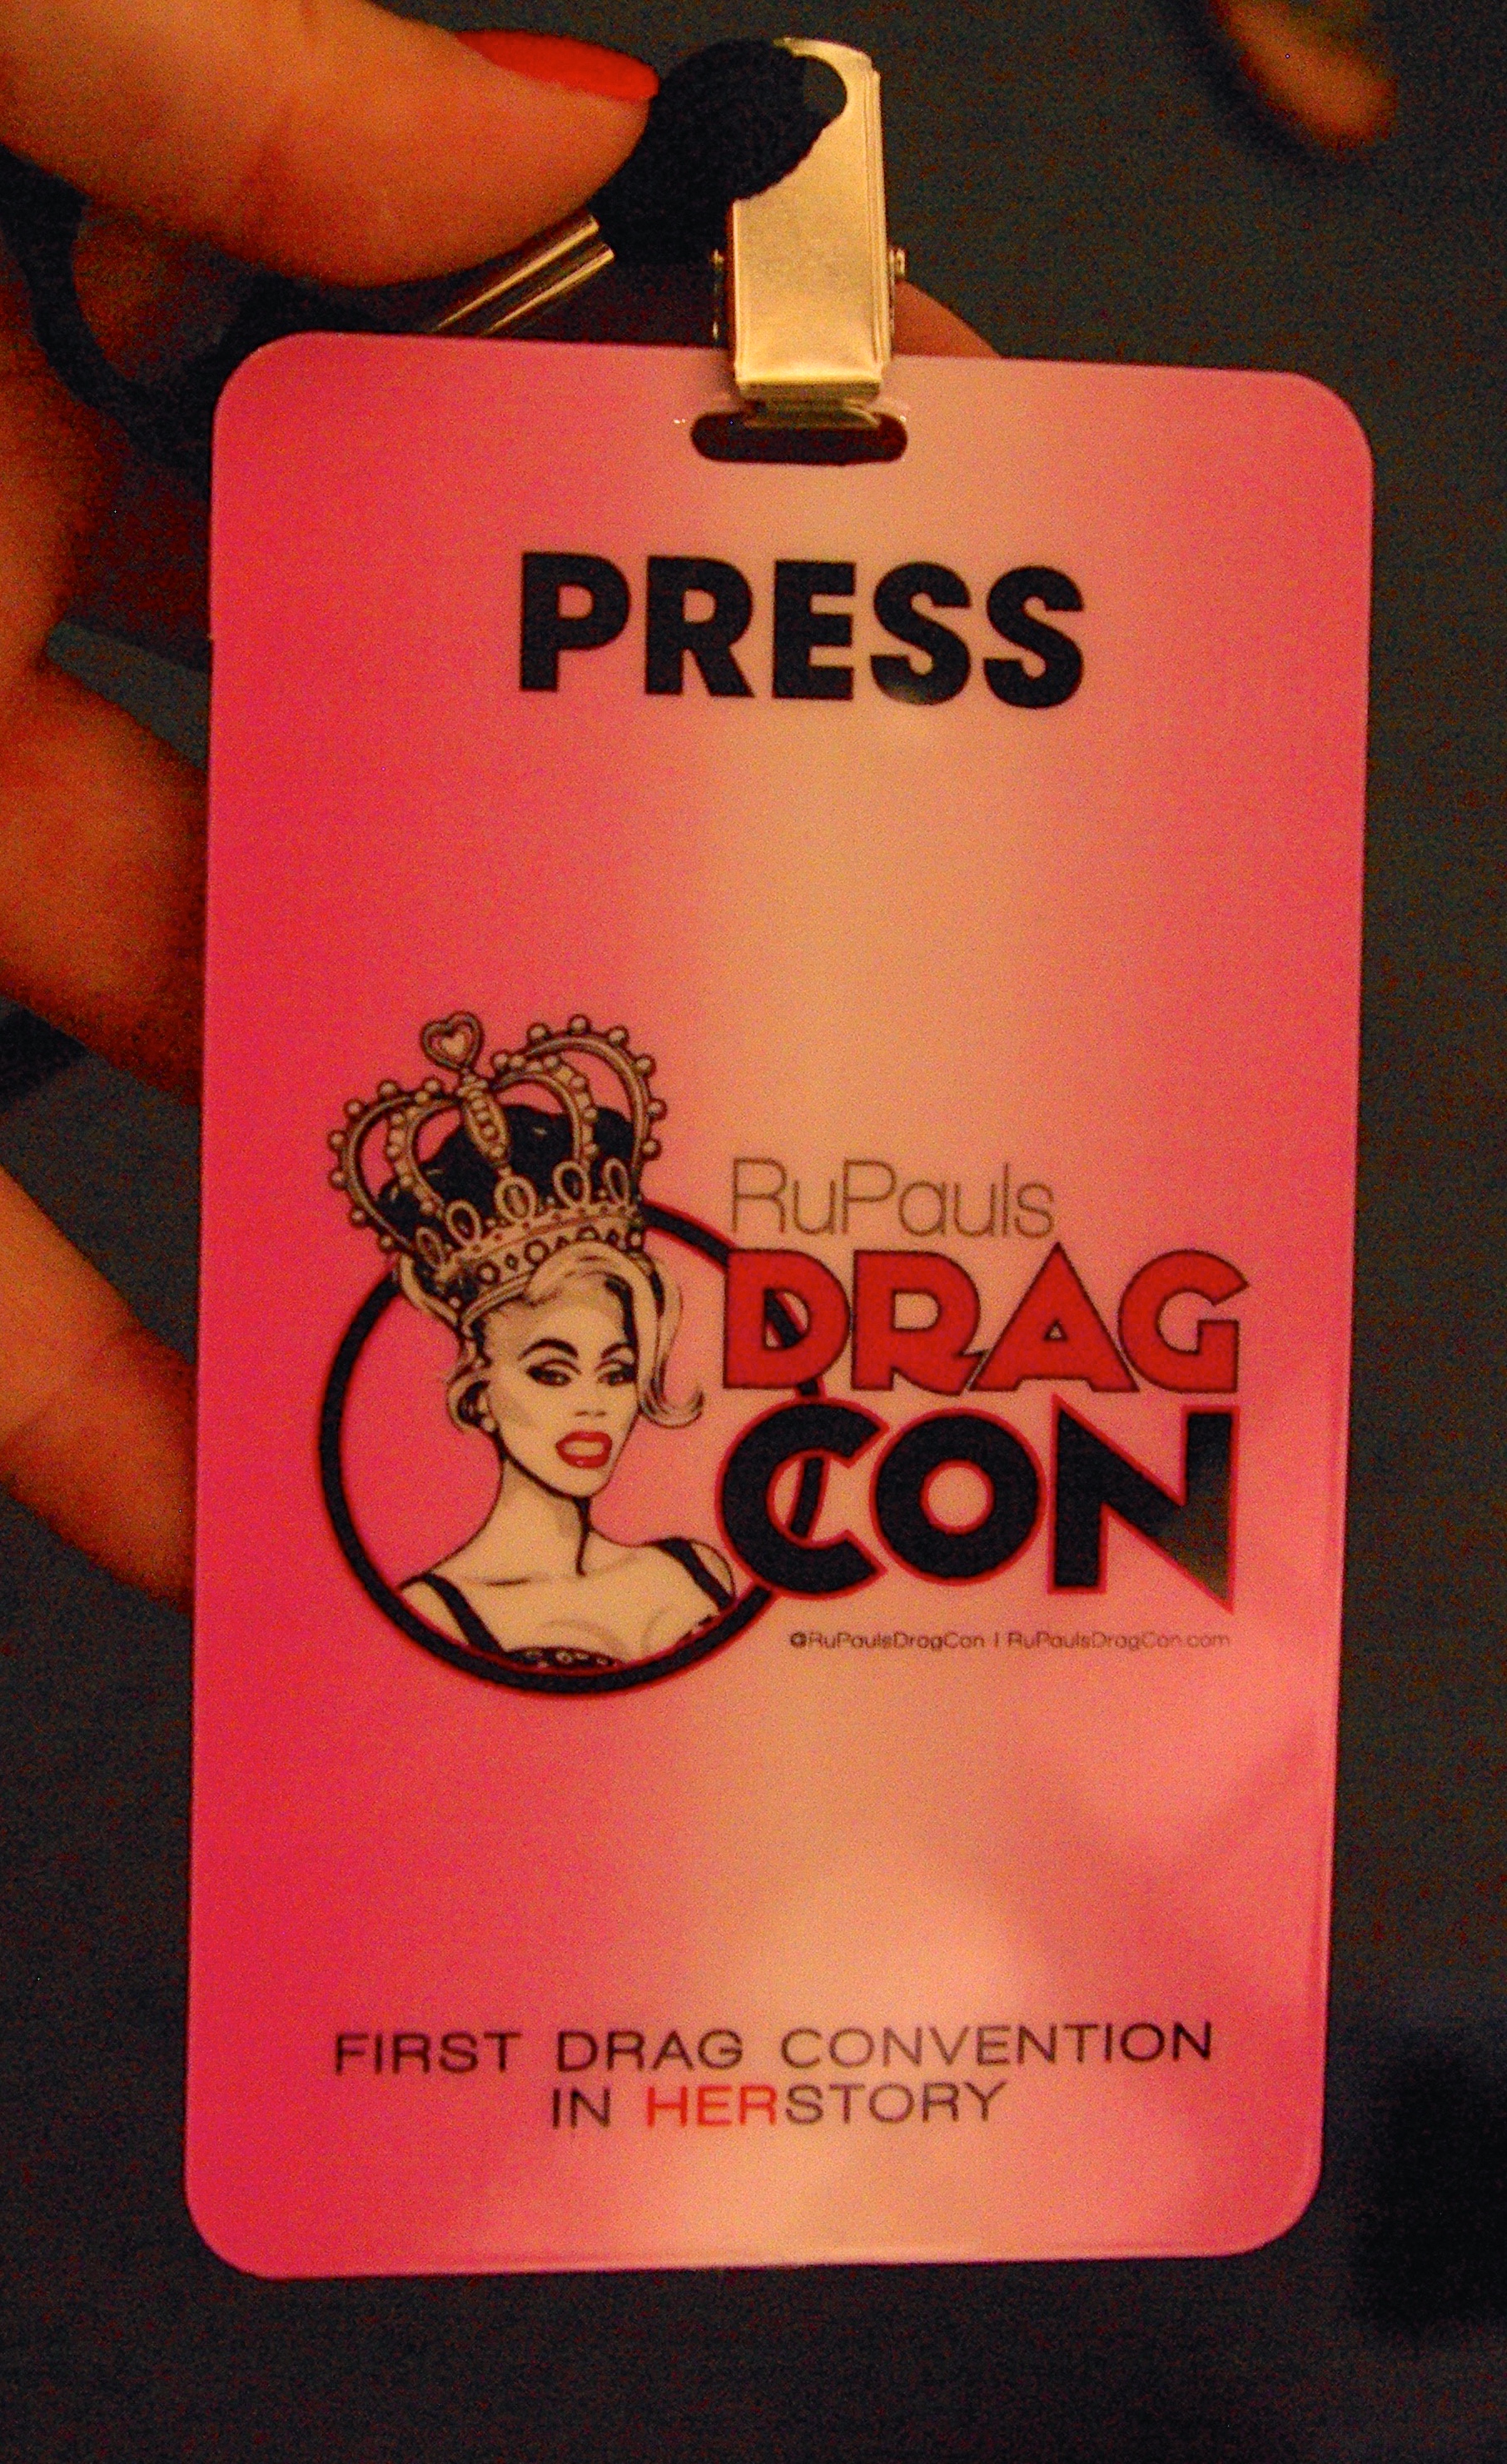 PRESS
RuPauls
DRAG
CON
@RuPaulsDragCon | RuPaulsDragCon.com
FIRST DRAG CONVENTION
IN HERSTORY